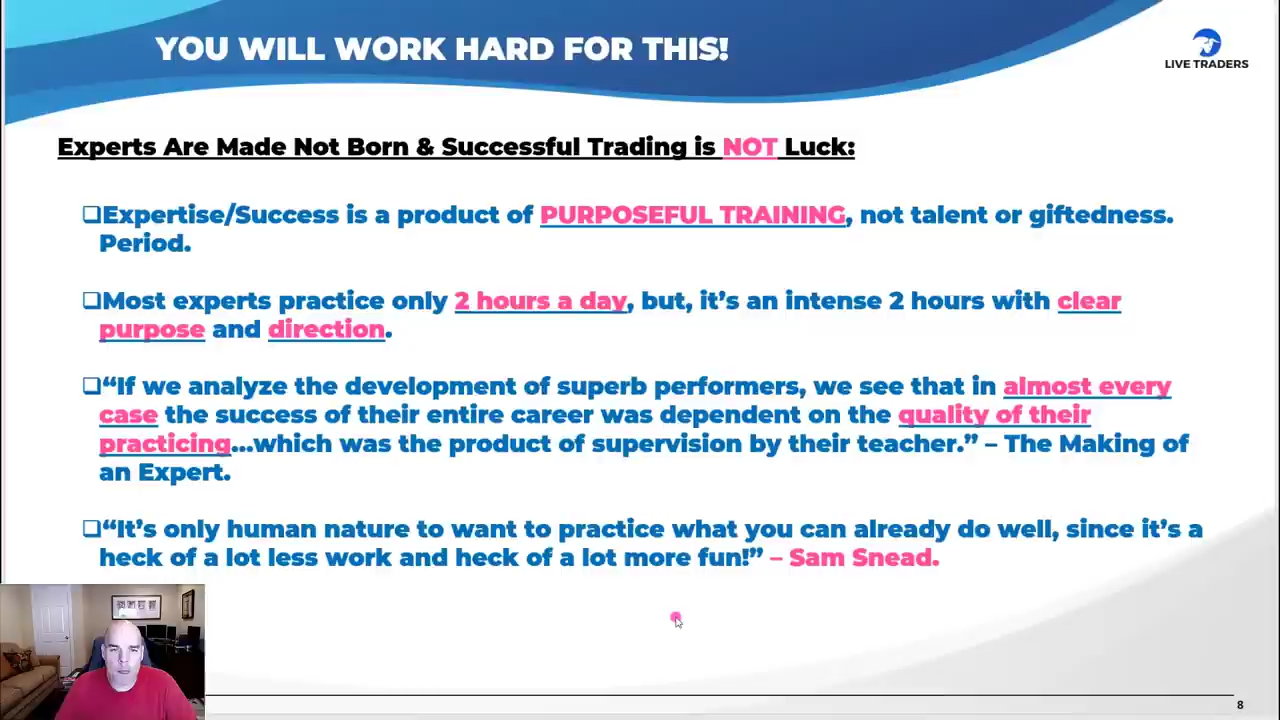 YOU WILL WORK HARD FOR THIS!
LIVE TRADERS
Experts Are Made Not Born & Successful Trading is NOT Luck:
❑Expertise/Success is a product of PURPOSEFUL TRAINING, not talent or giftedness.
Period.
❑Most experts practice only 2 hours a day, but, it’s an intense 2 hours with clear
purpose and direction.
❑“If we analyze the development of superb performers, we see that in almost every
case the success of their entire career was dependent on the quality of their
practicing…which was the product of supervision by their teacher.” – The Making of
an Expert.
❑“It’s only human nature to want to practice what you can already do well, since it’s a
heck of a lot less work and heck of a lot more fun!” – Sam Snead.
8